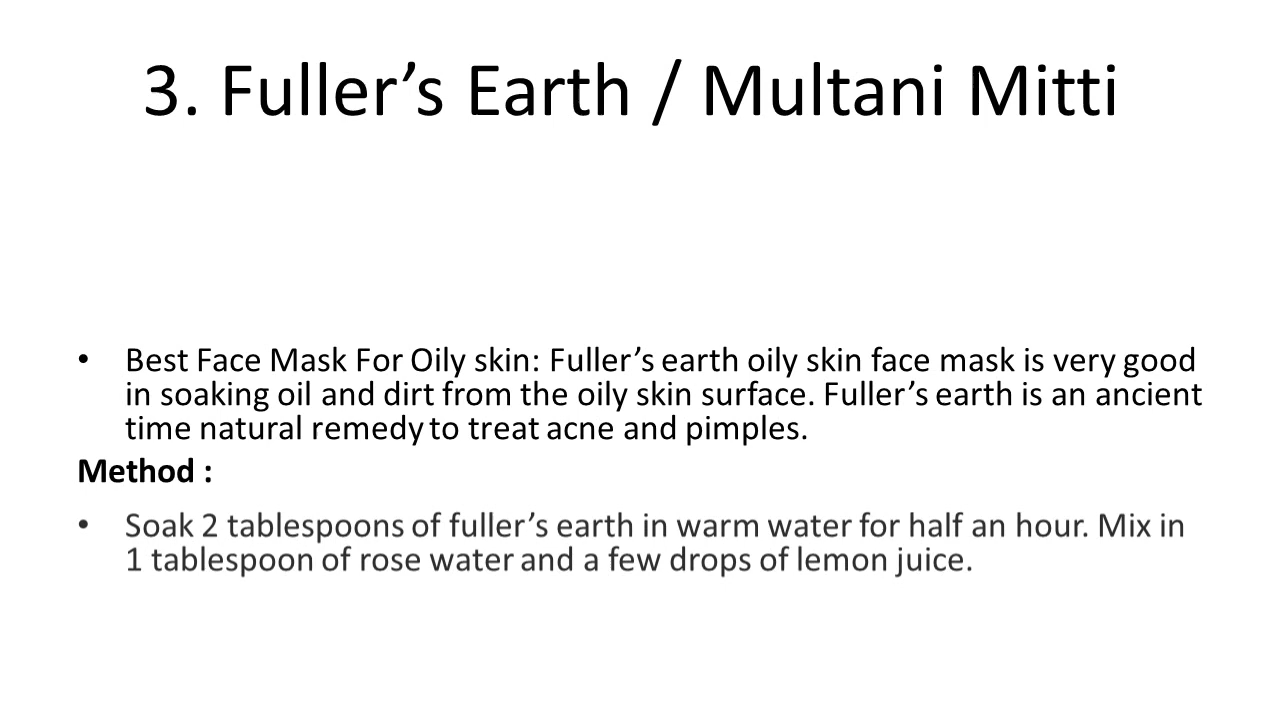 3. Fuller’s Earth / Multani Mitti
• Best Face Mask For Oily skin: Fuller’s earth oily skin face mask is very good
in soaking oil and dirt from the oily skin surface. Fuller’s earth is an ancient
time natural remedy to treat acne and pimples.
Method :
• Soak 2 tablespoons of fuller’s earth in warm water for half an hour. Mix in
1 tablespoon of rose water and a few drops of lemon juice.